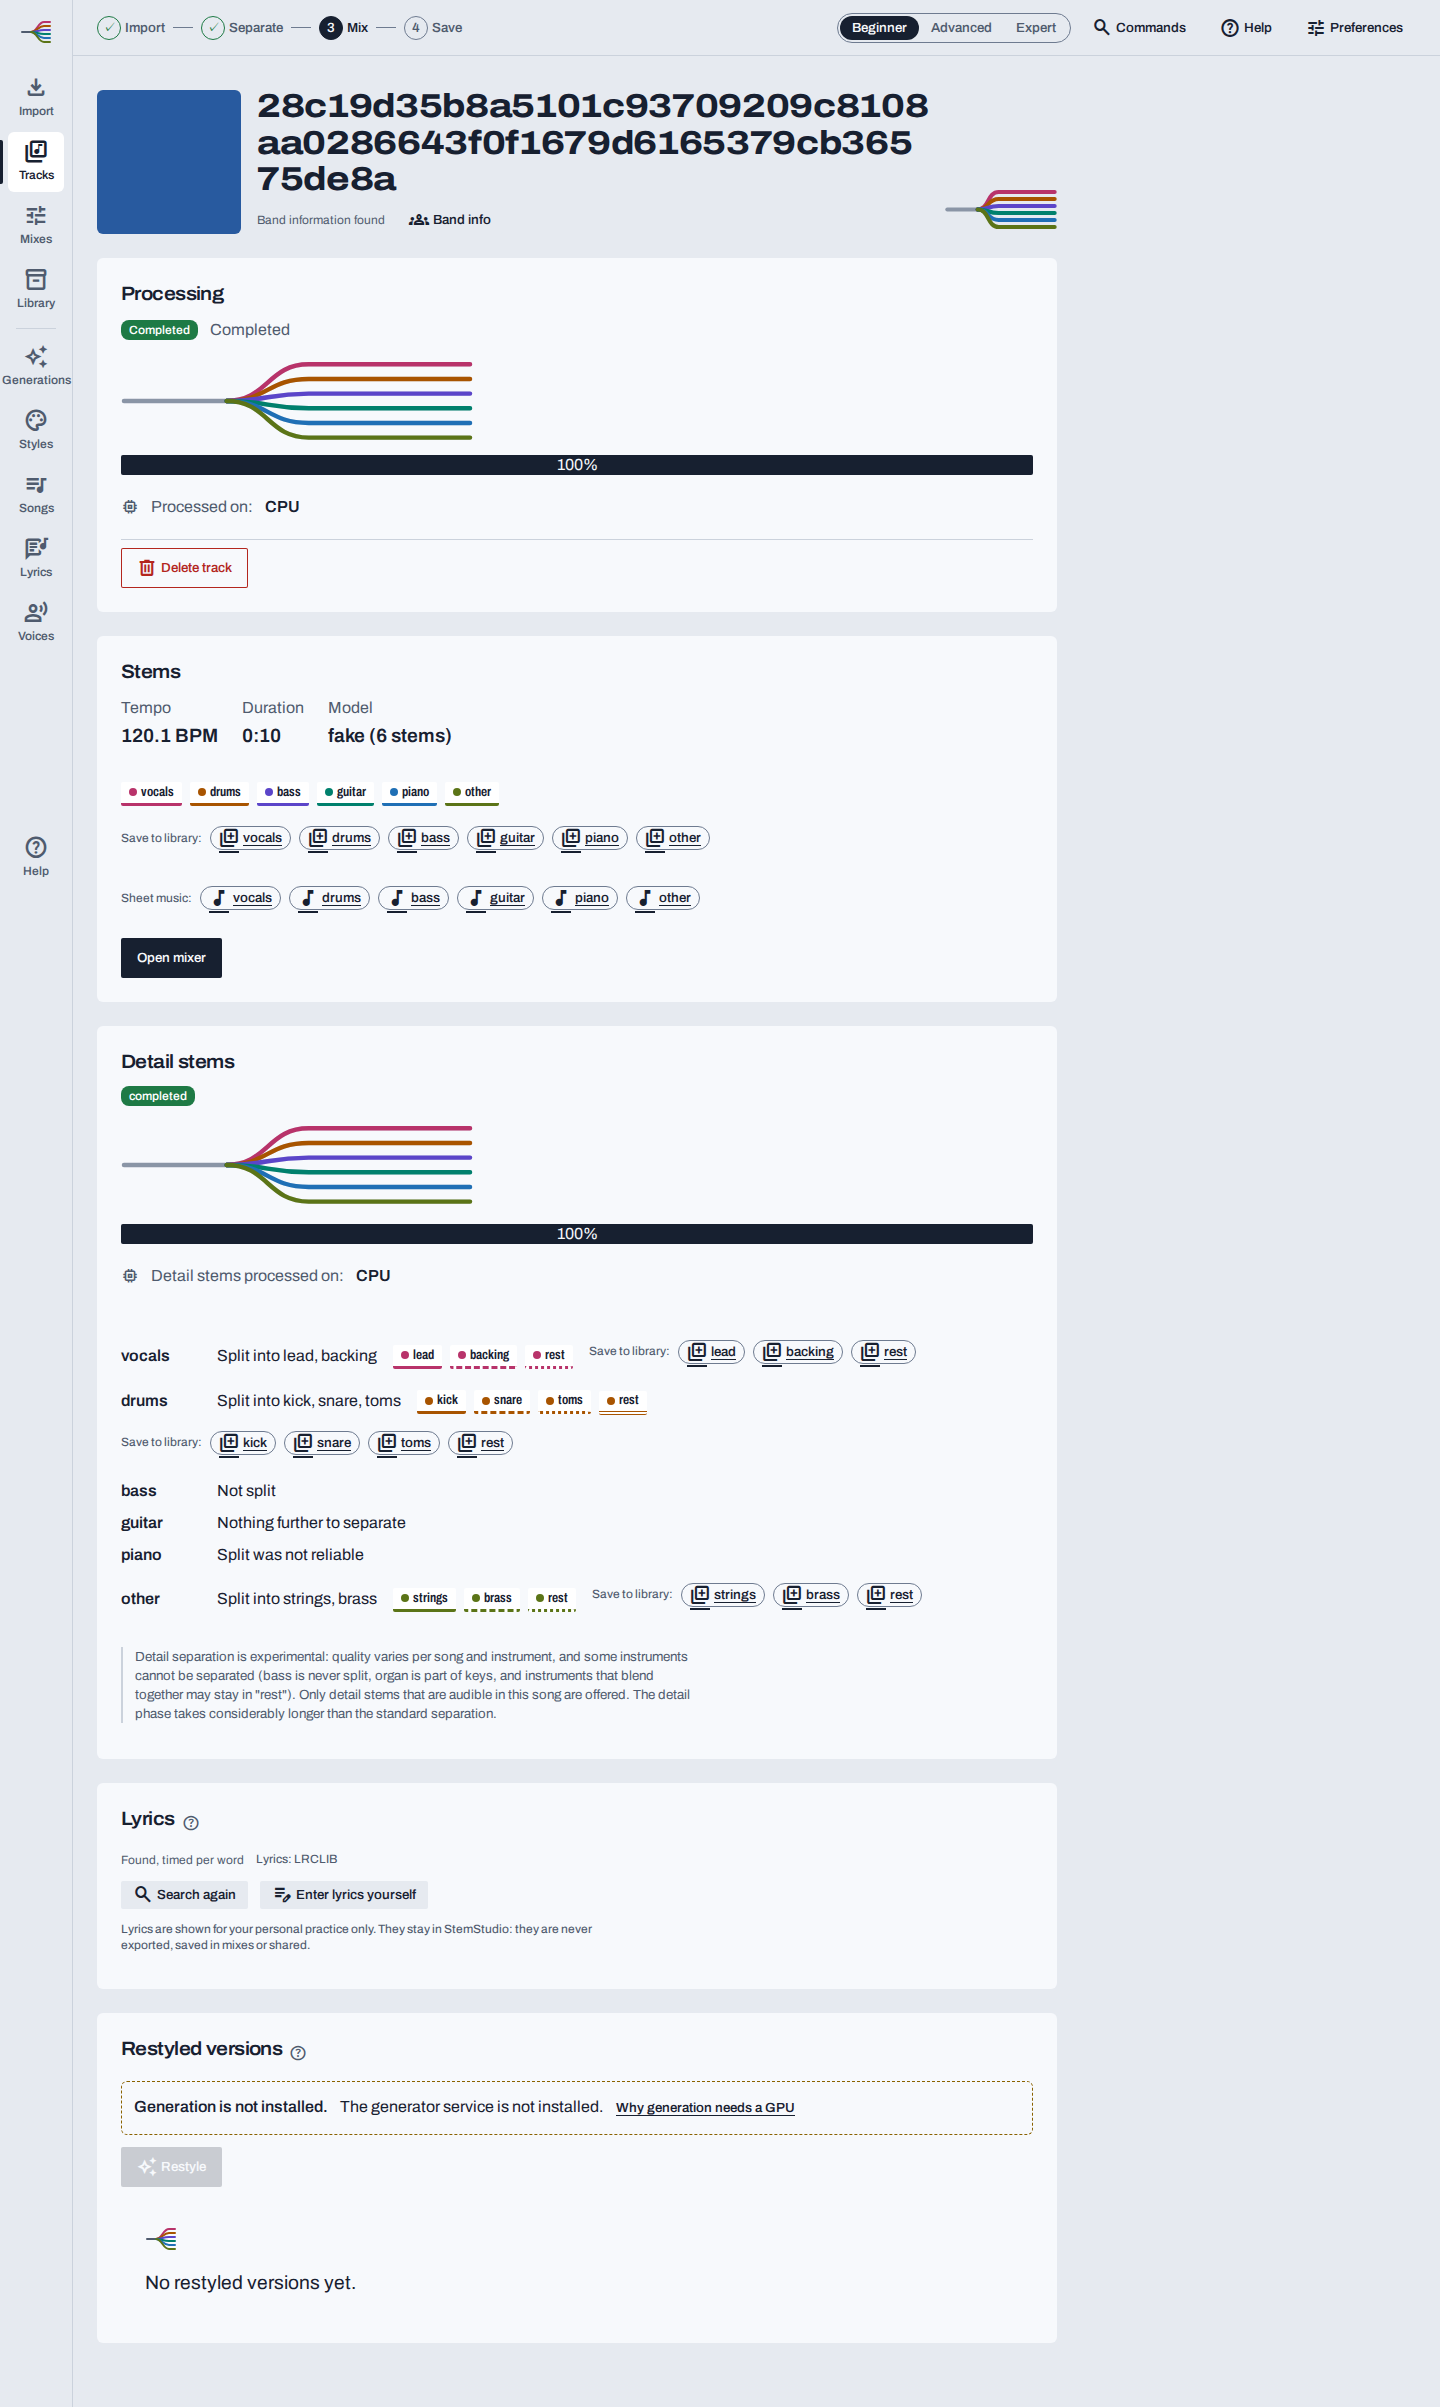 Import
Separate
3 Mix
4 Save
Beginner
Advanced
Expert
Commands
Help
Preferences
Import
Tracks
Mixes
Library
Generations
Styles
Songs
Lyrics
Voices
Help
28c19d35b8a5101c93709209c8108
aa0286643f0f1679d6165379cb365
75de8a
Band information found
Band info
Processing
Completed Completed
100%
Processed on: CPU
Delete track
Stems
Tempo Duration Model
120.1 BPM 0:10 fake (6 stems)
vocals drums bass guitar piano other
Save to library: vocals drums bass guitar piano other
Sheet music: vocals drums bass guitar piano other
Open mixer
Detail stems
completed
100%
Detail stems processed on: CPU
vocals Split into lead, backing lead backing rest Save to library: lead backing rest
drums Split into kick, snare, toms kick snare toms rest
Save to library: kick snare toms rest
bass Not split
guitar Nothing further to separate
piano Split was not reliable
other Split into strings, brass strings brass rest Save to library: strings brass rest
Detail separation is experimental: quality varies per song and instrument, and some instruments
cannot be separated (bass is never split, organ is part of keys, and instruments that blend
together may stay in "rest"). Only detail stems that are audible in this song are offered. The detail
phase takes considerably longer than the standard separation.
Lyrics
Found, timed per word Lyrics: LRCLIB
Search again Enter lyrics yourself
Lyrics are shown for your personal practice only. They stay in StemStudio: they are never
exported, saved in mixes or shared.
Restyled versions
Generation is not installed. The generator service is not installed. Why generation needs a GPU
Restyle
No restyled versions yet.